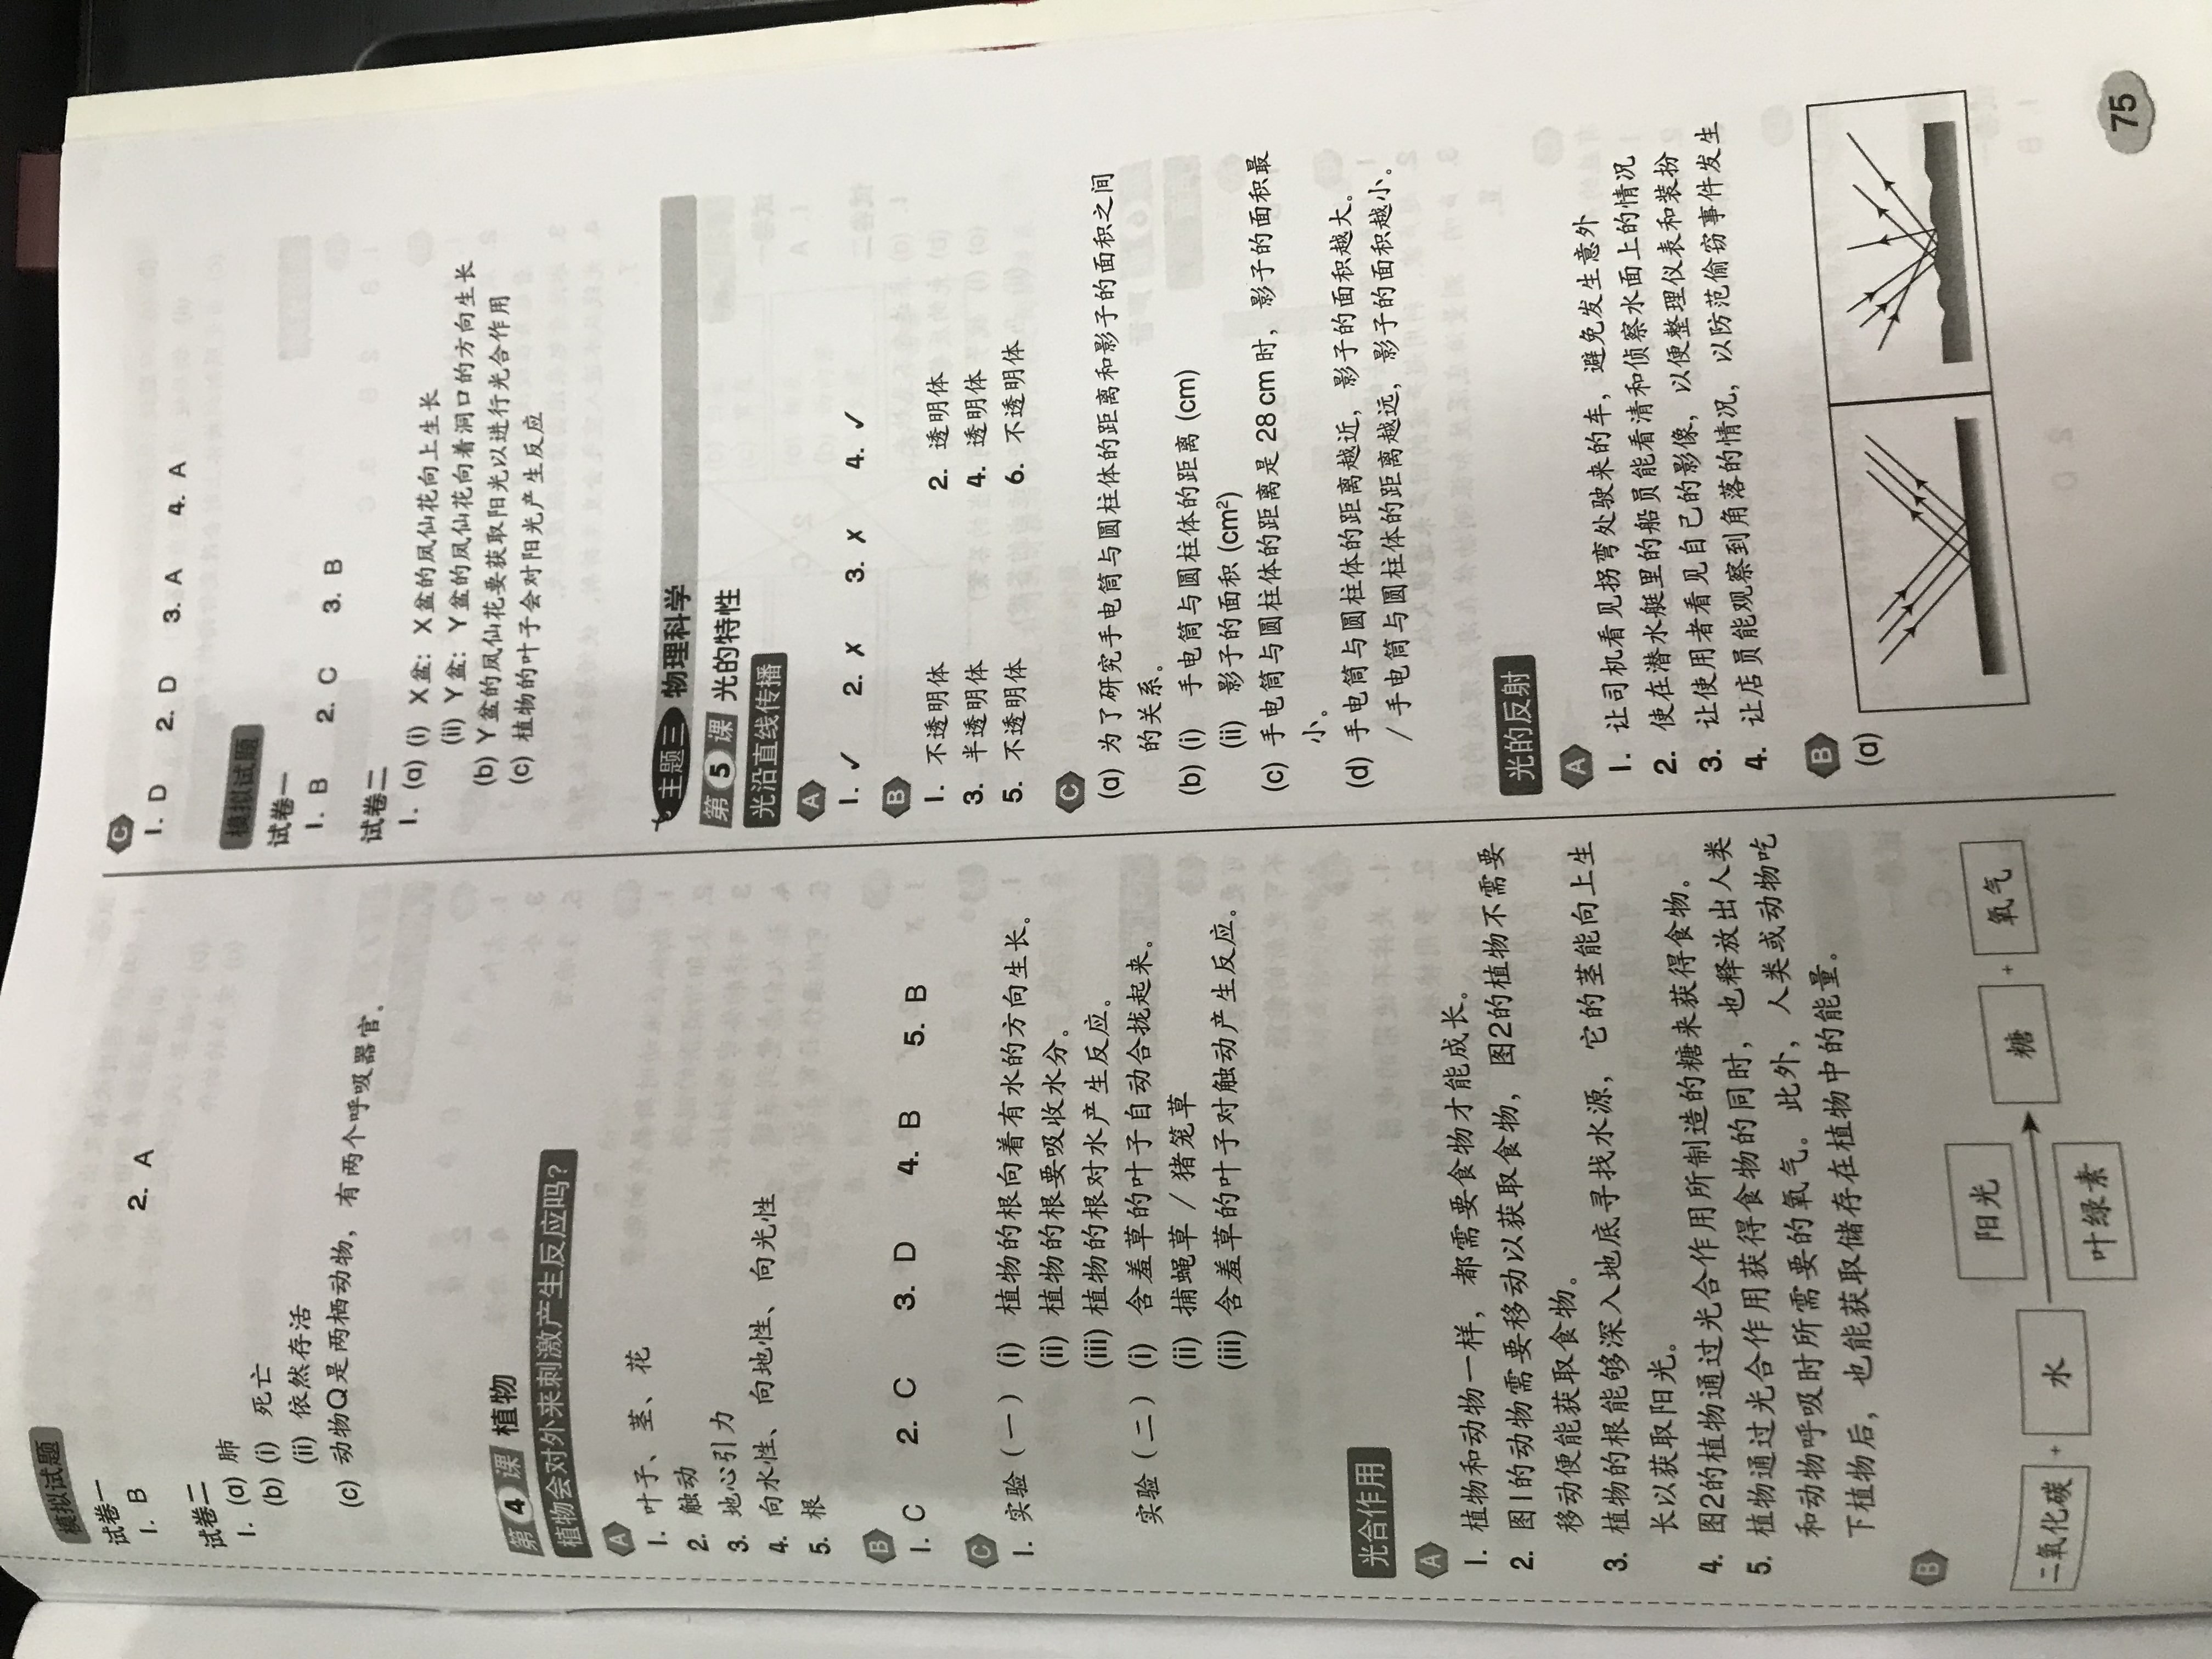 模拟试题
试卷一
1. B 2. A
试卷二
1. (a) 肺
(b) (i) 死亡
(ii) 依然存活
(c) 动物Q是两栖动物，有两个呼吸器官。
第4课 植物
植物会对外来刺激产生反应吗？
A
1. 叶子、茎、花
2. 触动
3. 地心引力
4. 向水性、向地性、向光性
5. 根
B
1. C 2. C 3. D 4. B 5. B
C
1. 实验（一） (i) 植物的根向着有水的方向生长。
(ii) 植物的根要吸收水分。
(iii) 植物的根对水产生反应。
实验（二） (i) 含羞草的叶子自动合拢起来。
(ii) 捕蝇草 / 猪笼草
(iii) 含羞草的叶子对触动产生反应。
光合作用
A
1. 植物和动物一样，都需要食物才能成长。
2. 图1的动物需要移动以获取食物，图2的植物不需要
移动便能获取食物。
3. 植物的根能够深入地底寻找水源，它的茎能向上生
长以获取阳光。
4. 图2的植物通过光合作用所制造的糖来获得食物。
5. 植物通过光合作用获得食物的同时，也释放出人类
和动物呼吸时所需要的氧气。此外，人类或动物吃
下植物后，也能获取储存在植物中的能量。
B
阳光
二氧化碳 + 水 糖 + 氧气
叶绿素
C
1. D 2. D 3. A 4. A
模拟试题
试卷一
1. B 2. C 3. B
试卷二
1. (a) (i) X盆：X盆的凤仙花向上生长
(ii) Y盆：Y盆的凤仙花向着洞口的方向生长
(b) Y盆的凤仙花要获取阳光以进行光合作用
(c) 植物的叶子会对阳光产生反应
主题三 物理科学
第5课 光的特性
光沿直线传播
A
1. ✓ 2. ✗ 3. ✗ 4. ✓
B
1. 不透明体 2. 透明体
3. 半透明体 4. 透明体
5. 不透明体 6. 不透明体
C
(a) 为了研究手电筒与圆柱体的距离和影子的面积之间
的关系。
(b) (i) 手电筒与圆柱体的距离 (cm)
(ii) 影子的面积 (cm²)
(c) 手电筒与圆柱体的距离是 28 cm 时，影子的面积最
小。
(d) 手电筒与圆柱体的距离越近，影子的面积越大。
/ 手电筒与圆柱体的距离越远，影子的面积越小。
光的反射
A
1. 让司机看见拐弯处驶来的车，避免发生意外
2. 使在潜水艇里的船员能看清和侦察水面上的情况
3. 让使用者看见自己的影像，以便整理仪表和装扮
4. 让店员能观察到角落的情况，以防范偷窃事件发生
B
(a)
75